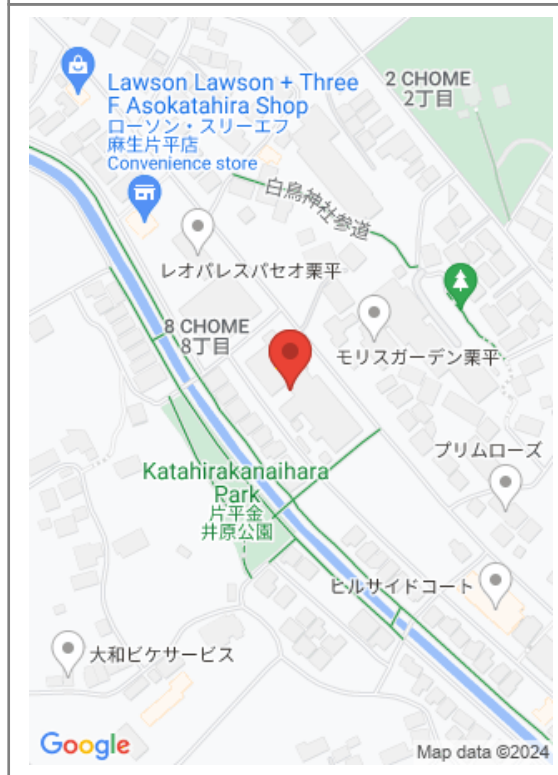 Lawson Lawson + Three
F Asokatahira Shop
ローソン・スリーエフ
麻生片平店
Convenience store
2 CHOME
2丁目
白鳥神社参道
レオパレスパセオ栗平
8 CHOME
8丁目
モリスガーデン栗平
プリムローズ
Katahirakanaihara
Park
片平金
井原公園
ヒルサイドコート
大和ビケサービス
Google
Map data ©2024